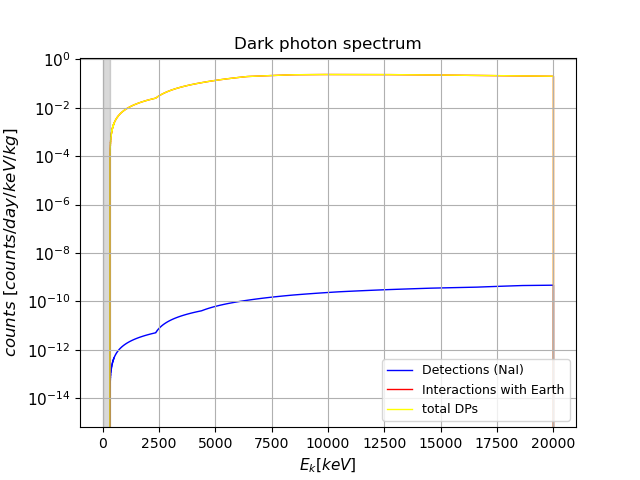 Dark photon spectrum
counts [counts/day/keV/kg]
10^0
10^-2
10^-4
10^-6
10^-8
10^-10
10^-12
10^-14
Detections (NaI)
Interactions with Earth
total DPs
0 2500 5000 7500 10000 12500 15000 17500 20000
E_k[keV]